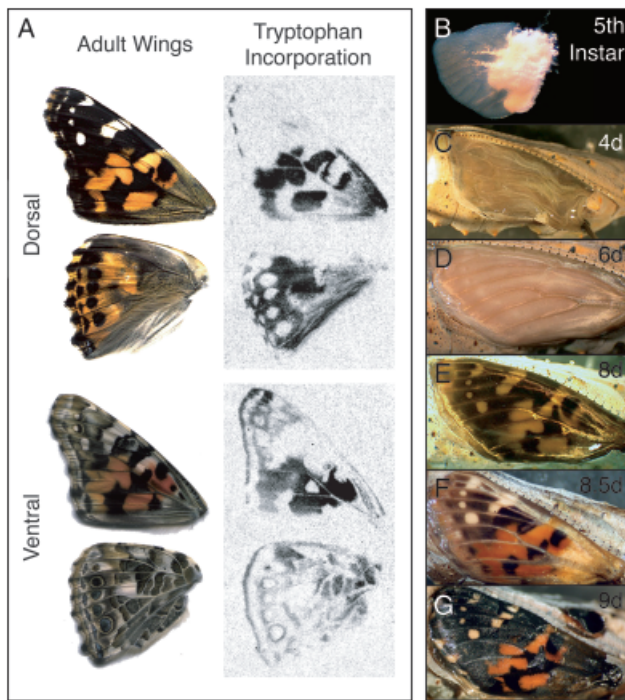 A
Adult Wings
Tryptophan
Incorporation
Dorsal
Ventral
B
5th
Instar
C
4d
D
6d
E
8d
F
8.5d
G
9d